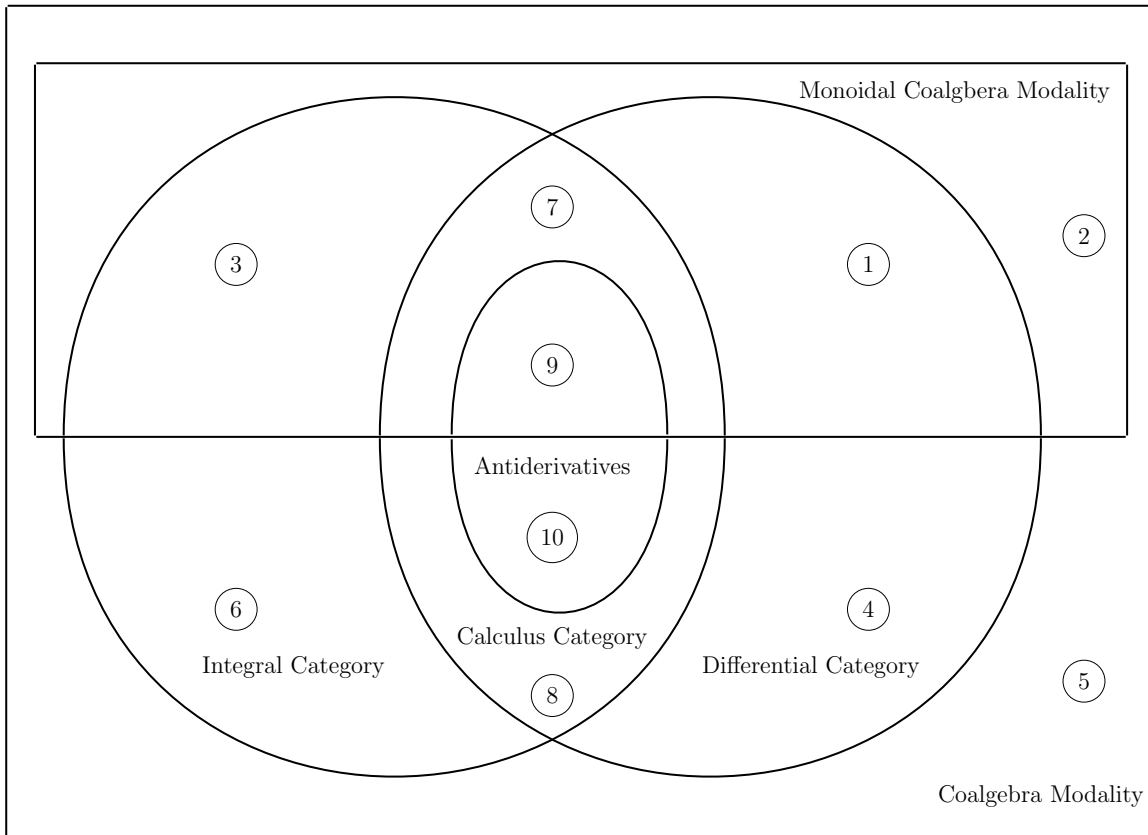 Monoidal Coalgbera Modality
7
2
3
1
9
Antiderivatives
10
6
4
Calculus Category
Integral Category
Differential Category
8
5
Coalgebra Modality